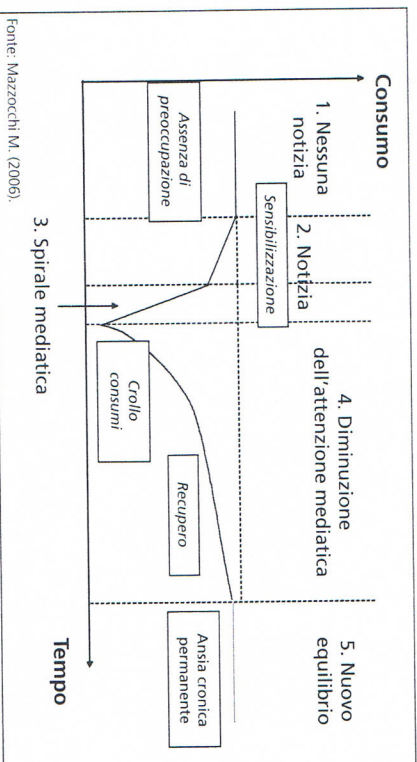 Consumo
1. Nessuna
notizia
2. Notizia
4. Diminuzione
dell'attenzione mediatica
5. Nuovo
equilibrio
Sensibilizzazione
Assenza di
preoccupazione
Crollo
consumi
Recupero
Ansia cronica
permanente
3. Spirale mediatica
Tempo
Fonte: Mazzocchi M. (2006).